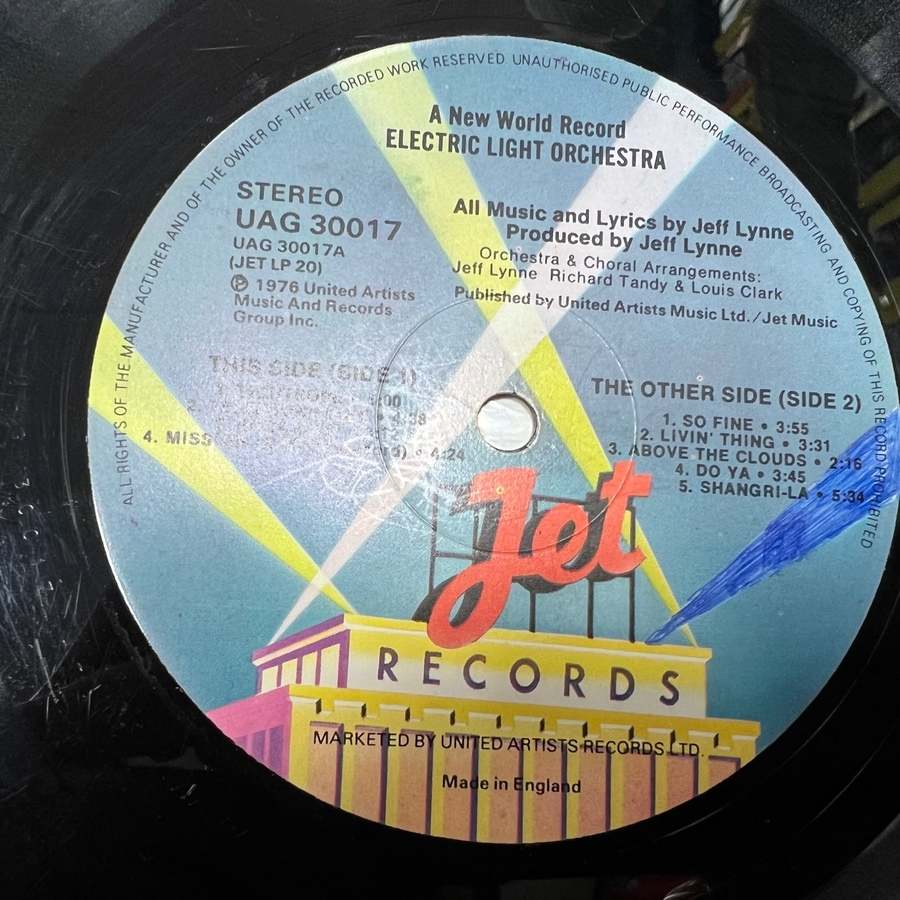 ALL RIGHTS OF THE MANUFACTURER AND OF THE OWNER OF THE RECORDED WORK RESERVED. UNAUTHORISED PUBLIC PERFORMANCE BROADCASTING AND COPYING OF THIS RECORD PROHIBITED
A New World Record
ELECTRIC LIGHT ORCHESTRA
STEREO
UAG 30017
UAG 30017A
(JET LP 20)
℗ 1976 United Artists
Music And Records
Group Inc.
All Music and Lyrics by Jeff Lynne
Produced by Jeff Lynne
Orchestra & Choral Arrangements:
Jeff Lynne Richard Tandy & Louis Clark
Published by United Artists Music Ltd./Jet Music
THIS SIDE (SIDE 1)
4. MISS
• 4:24
THE OTHER SIDE (SIDE 2)
1. SO FINE • 3:55
2. LIVIN' THING • 3:31
3. ABOVE THE CLOUDS • 2:16
4. DO YA • 3:45
5. SHANGRI-LA • 5:34
Jet
RECORDS
MARKETED BY UNITED ARTISTS RECORDS LTD.
Made in England